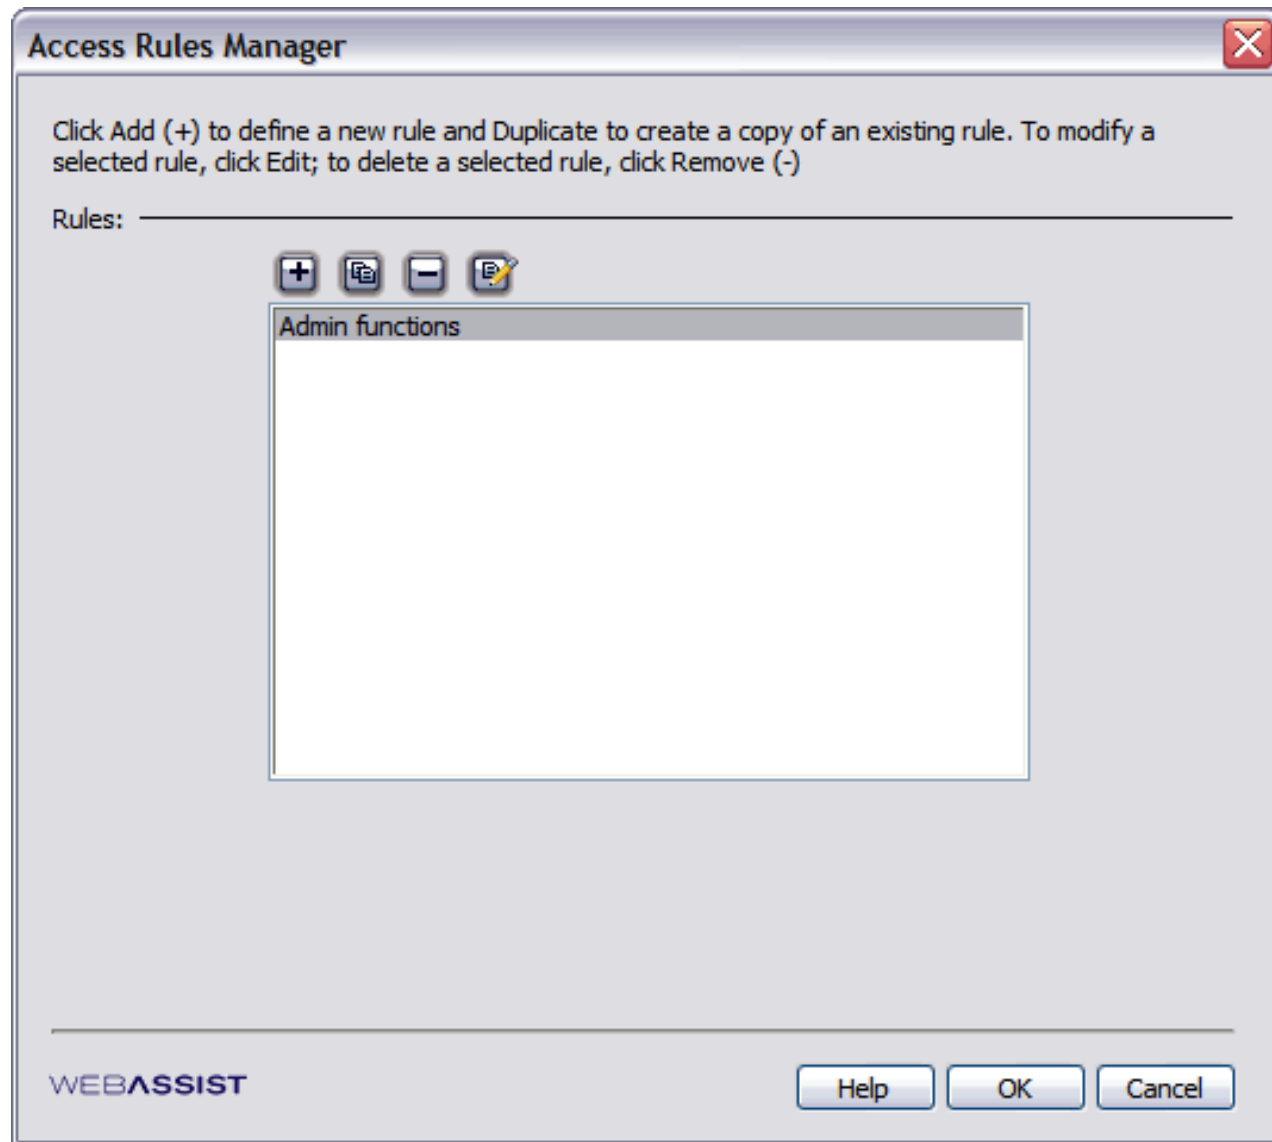 Access Rules Manager
Click Add (+) to define a new rule and Duplicate to create a copy of an existing rule. To modify a
selected rule, click Edit; to delete a selected rule, click Remove (-)
Rules:
Admin functions
WEBASSIST
Help
OK
Cancel